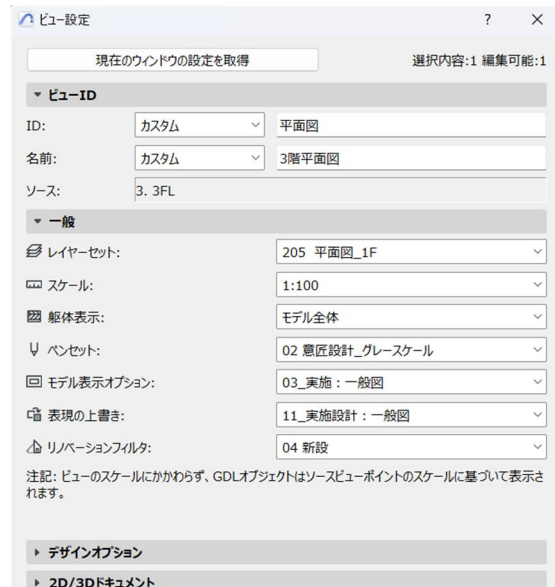 ビュー設定 ? ×
現在のウィンドウの設定を取得 選択内容:1 編集可能:1
ビューID
ID: カスタム 平面図
名前: カスタム 3階平面図
ソース: 3. 3FL
一般
レイヤーセット: 205 平面図_1F
スケール: 1:100
躯体表示: モデル全体
ペンセット: 02 意匠設計_グレースケール
モデル表示オプション: 03_実施：一般図
表現の上書き: 11_実施設計：一般図
リノベーションフィルタ: 04 新設
注記: ビューのスケールにかかわらず、GDLオブジェクトはソースビューポイントのスケールに基づいて表示さ
れます。
デザインオプション
2D/3Dドキュメント